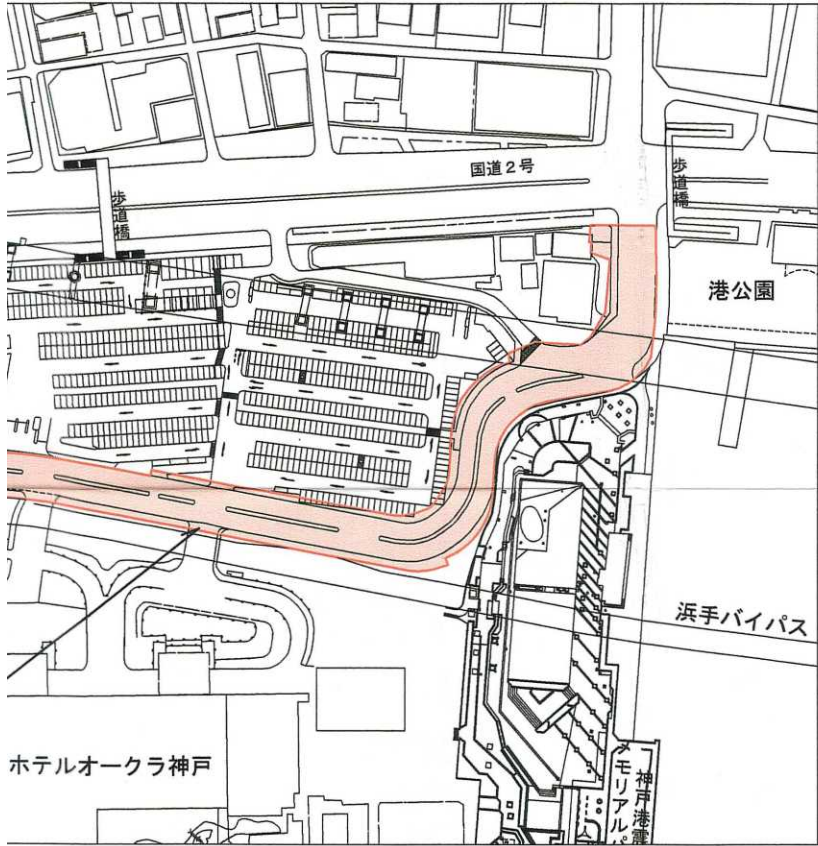 国道2号
歩道橋
歩道橋
港公園
浜手バイパス
ホテルオークラ神戸
神戸港震
メモリアルパ